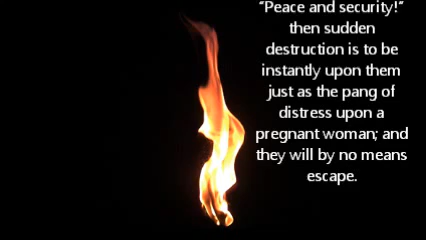 “Peace and security!”
then sudden
destruction is to be
instantly upon them
just as the pang of
distress upon a
pregnant woman; and
they will by no means
escape.